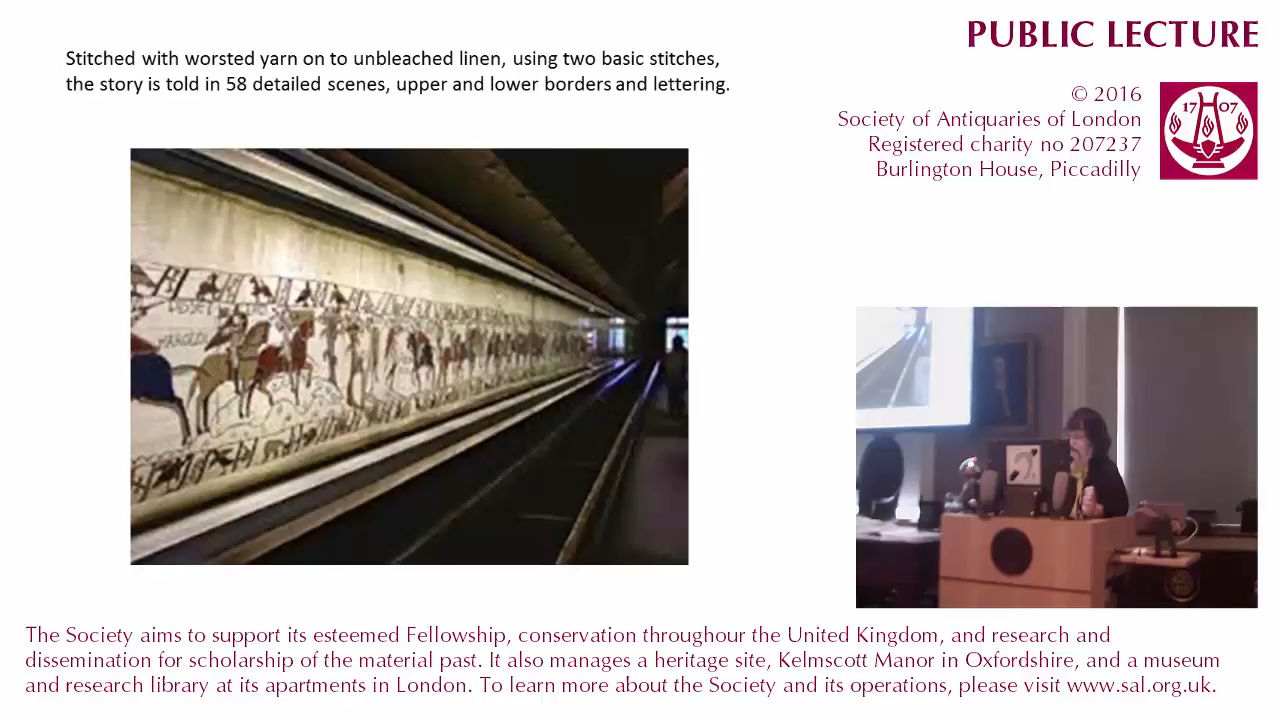 Stitched with worsted yarn on to unbleached linen, using two basic stitches,
the story is told in 58 detailed scenes, upper and lower borders and lettering.
PUBLIC LECTURE
© 2016
Society of Antiquaries of London
Registered charity no 207237
Burlington House, Piccadilly
17 07
The Society aims to support its esteemed Fellowship, conservation throughour the United Kingdom, and research and
dissemination for scholarship of the material past. It also manages a heritage site, Kelmscott Manor in Oxfordshire, and a museum
and research library at its apartments in London. To learn more about the Society and its operations, please visit www.sal.org.uk.